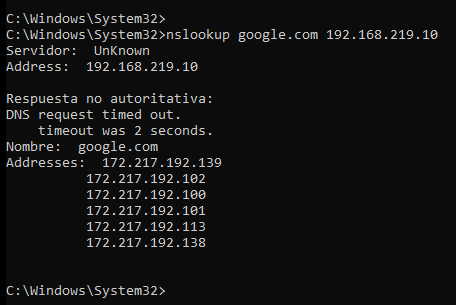 C:\Windows\System32>
C:\Windows\System32>nslookup google.com 192.168.219.10
Servidor:  UnKnown
Address:  192.168.219.10

Respuesta no autoritativa:
DNS request timed out.
    timeout was 2 seconds.
Nombre:  google.com
Addresses:  172.217.192.139
          172.217.192.102
          172.217.192.100
          172.217.192.101
          172.217.192.113
          172.217.192.138


C:\Windows\System32>